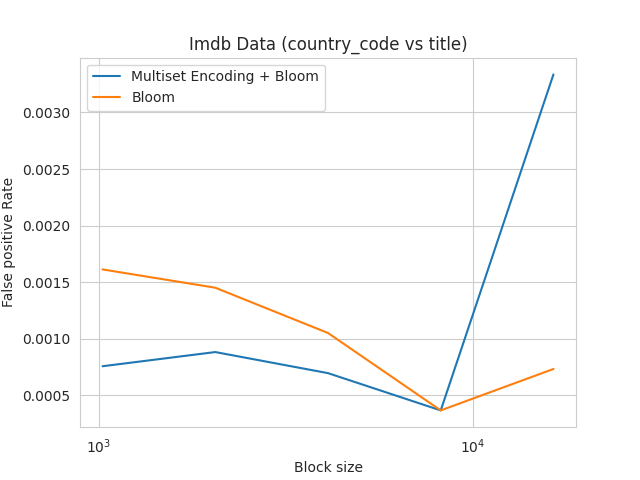 Imdb Data (country_code vs title)
Multiset Encoding + Bloom
Bloom
0.0030
0.0025
0.0020
0.0015
0.0010
0.0005
False positive Rate
10³
10⁴
Block size